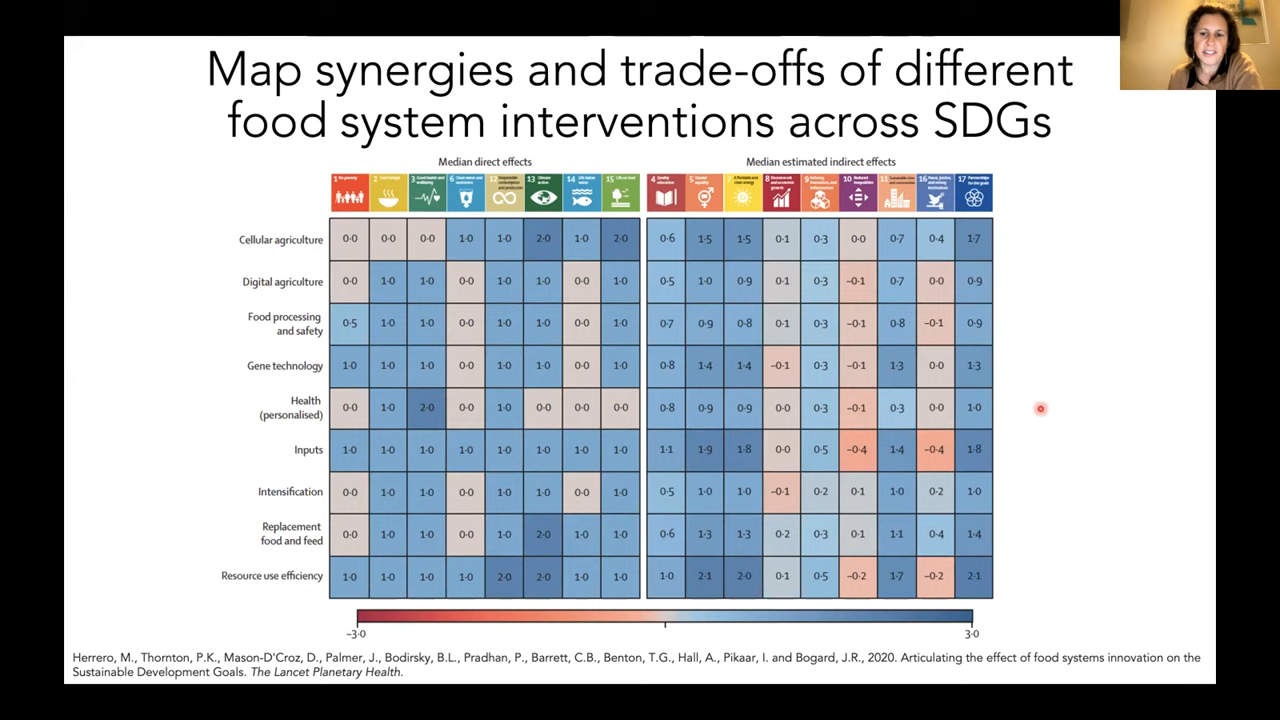 Map synergies and trade-offs of different
food system interventions across SDGs
Median direct effects Median estimated indirect effects
1 2 3 6 12 13 14 15 4 5 7 8 9 10 11 16 17
Cellular agriculture 0·0 0·0 0·0 1·0 1·0 2·0 1·0 2·0 0·6 1·5 1·5 0·1 0·3 0·0 0·7 0·4 1·7
Digital agriculture 0·0 1·0 1·0 0·0 1·0 1·0 0·0 1·0 0·5 1·0 0·9 0·1 0·3 –0·1 0·7 0·0 0·9
Food processing
and safety 0·5 1·0 1·0 0·0 1·0 1·0 0·0 1·0 0·7 0·9 0·8 0·1 0·3 –0·1 0·8 –0·1 0·9
Gene technology 1·0 1·0 1·0 0·0 1·0 1·0 0·0 1·0 0·8 1·4 1·4 –0·1 0·3 –0·1 1·3 0·0 1·3
Health
(personalised) 0·0 1·0 2·0 0·0 1·0 0·0 0·0 0·0 0·8 0·9 0·9 0·0 0·3 –0·1 0·3 0·0 1·0
Inputs 1·0 1·0 1·0 1·0 1·0 1·0 1·0 1·0 1·1 1·9 1·8 0·0 0·5 –0·4 1·4 –0·4 1·8
Intensification 0·0 1·0 1·0 0·0 1·0 1·0 0·0 1·0 0·5 1·0 1·0 –0·1 0·2 0·1 1·0 0·2 1·0
Replacement
food and feed 0·0 1·0 1·0 0·0 1·0 2·0 1·0 1·0 0·6 1·3 1·3 0·2 0·3 0·1 1·1 0·4 1·4
Resource use efficiency 1·0 1·0 1·0 1·0 2·0 2·0 1·0 1·0 1·0 2·1 2·0 0·1 0·5 –0·2 1·7 –0·2 2·1
–3·0 3·0
Herrero, M., Thornton, P.K., Mason-D'Croz, D., Palmer, J., Bodirsky, B.L., Pradhan, P., Barrett, C.B., Benton, T.G., Hall, A., Pikaar, I. and Bogard, J.R., 2020. Articulating the effect of food systems innovation on the
Sustainable Development Goals. The Lancet Planetary Health.